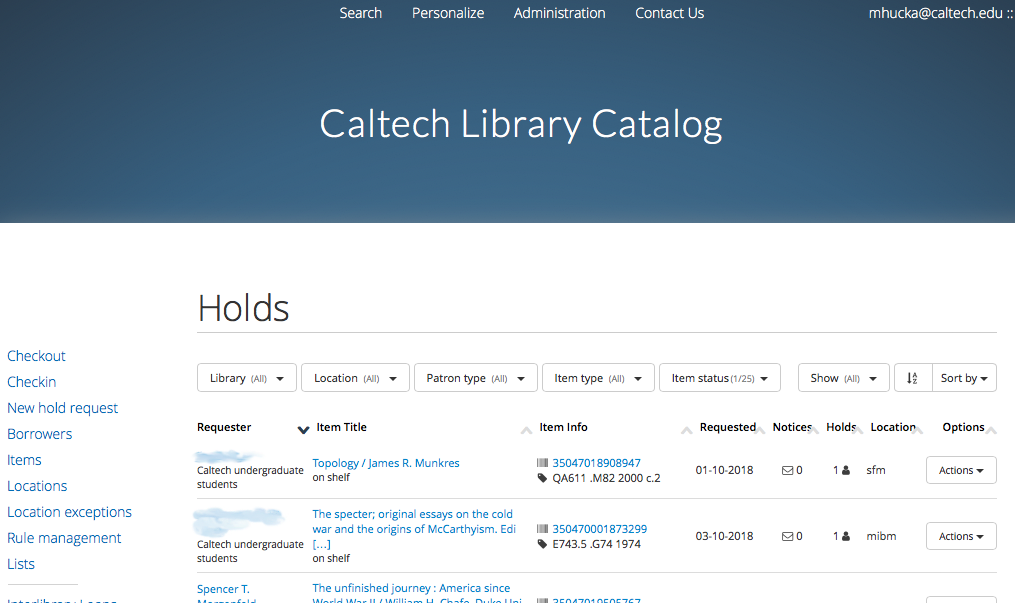 Search Personalize Administration Contact Us mhucka@caltech.edu ::
Caltech Library Catalog
Holds
Checkout
Checkin
New hold request
Borrowers
Items
Locations
Location exceptions
Rule management
Lists
Library (All) Location (All) Patron type (All) Item type (All) Item status (1/25) Show (All) Sort by
Requester Item Title Item Info Requested Notices Holds Location Options
Caltech undergraduate
students
Topology / James R. Munkres
on shelf
35047018908947
QA611 .M82 2000 c.2
01-10-2018 0 1 sfm Actions
Caltech undergraduate
students
The specter; original essays on the cold
war and the origins of McCarthyism. Edi
[...]
on shelf
350470001873299
E743.5 .G74 1974
03-10-2018 0 1 mibm Actions
Spencer T.
The unfinished journey : America since
World War II / William H. Chafe, Duke Uni